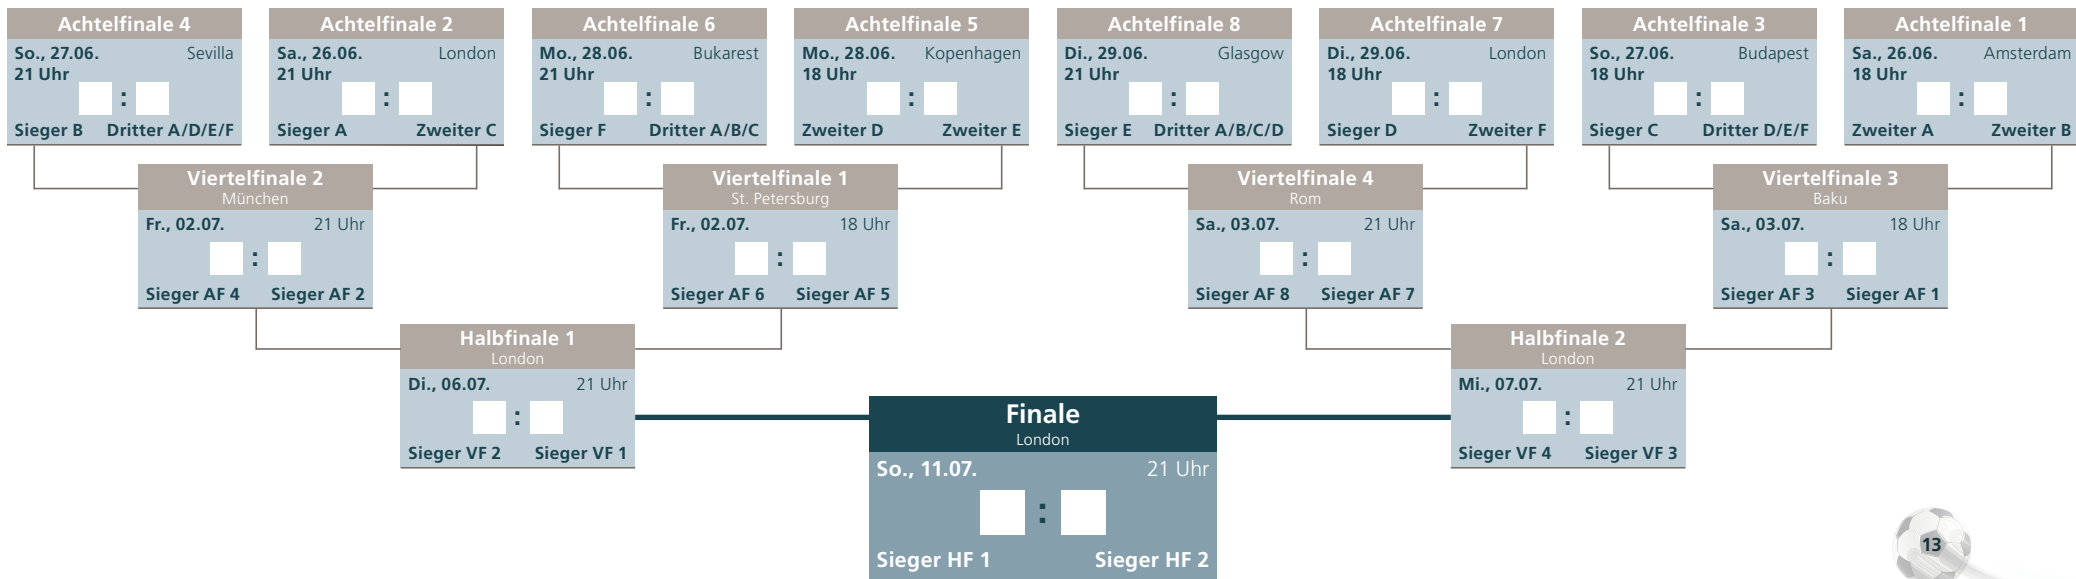 Achtelfinale 4
So., 27.06. Sevilla
21 Uhr
:
Sieger B Dritter A/D/E/F
Achtelfinale 2
Sa., 26.06. London
21 Uhr
:
Sieger A Zweiter C
Achtelfinale 6
Mo., 28.06. Bukarest
21 Uhr
:
Sieger F Dritter A/B/C
Achtelfinale 5
Mo., 28.06. Kopenhagen
18 Uhr
:
Zweiter D Zweiter E
Achtelfinale 8
Di., 29.06. Glasgow
21 Uhr
:
Sieger E Dritter A/B/C/D
Achtelfinale 7
Di., 29.06. London
18 Uhr
:
Sieger D Zweiter F
Achtelfinale 3
So., 27.06. Budapest
18 Uhr
:
Sieger C Dritter D/E/F
Achtelfinale 1
Sa., 26.06. Amsterdam
18 Uhr
:
Zweiter A Zweiter B
Viertelfinale 2
München
Fr., 02.07. 21 Uhr
:
Sieger AF 4 Sieger AF 2
Viertelfinale 1
St. Petersburg
Fr., 02.07. 18 Uhr
:
Sieger AF 6 Sieger AF 5
Viertelfinale 4
Rom
Sa., 03.07. 21 Uhr
:
Sieger AF 8 Sieger AF 7
Viertelfinale 3
Baku
Sa., 03.07. 18 Uhr
:
Sieger AF 3 Sieger AF 1
Halbfinale 1
London
Di., 06.07. 21 Uhr
:
Sieger VF 2 Sieger VF 1
Halbfinale 2
London
Mi., 07.07. 21 Uhr
:
Sieger VF 4 Sieger VF 3
Finale
London
So., 11.07. 21 Uhr
:
Sieger HF 1 Sieger HF 2
13